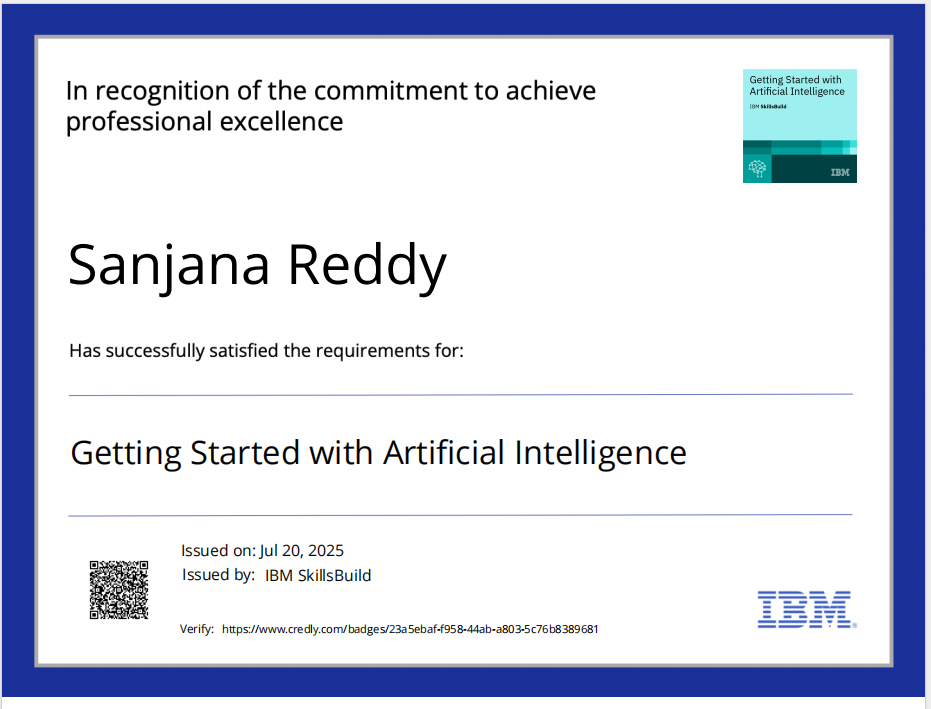 In recognition of the commitment to achieve
professional excellence
Getting Started with
Artificial Intelligence
IBM SkillsBuild
IBM
Sanjana Reddy
Has successfully satisfied the requirements for:
Getting Started with Artificial Intelligence
Issued on: Jul 20, 2025
Issued by: IBM SkillsBuild
Verify: https://www.credly.com/badges/23a5ebaf-f958-44ab-a803-5c76b8389681
IBM®